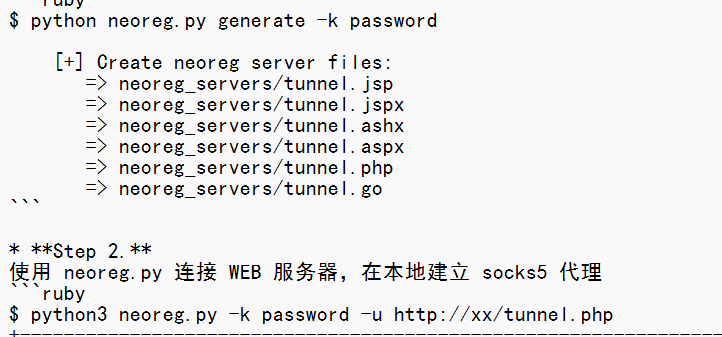 ```ruby
$ python neoreg.py generate -k password
[+] Create neoreg server files:
=> neoreg_servers/tunnel.jsp
=> neoreg_servers/tunnel.jspx
=> neoreg_servers/tunnel.ashx
=> neoreg_servers/tunnel.aspx
=> neoreg_servers/tunnel.php
=> neoreg_servers/tunnel.go
```
* **Step 2.**
使用 neoreg.py 连接 WEB 服务器，在本地建立 socks5 代理
```ruby
$ python3 neoreg.py -k password -u http://xx/tunnel.php
+------------------------------------------------------------------------